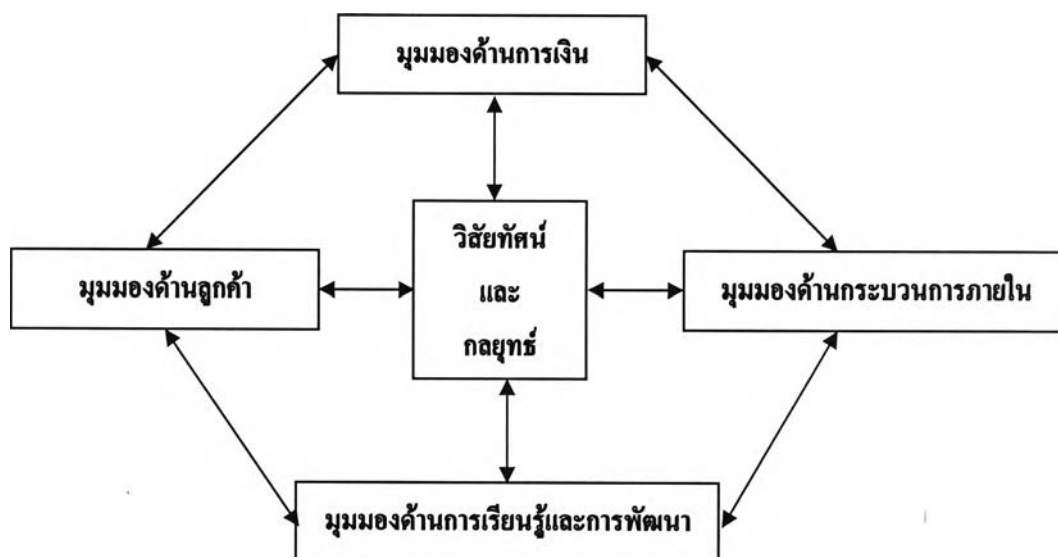 มุมมองด้านการเงิน
วิสัยทัศน์
และ
กลยุทธ์
มุมมองด้านลูกค้า
มุมมองด้านกระบวนการภายใน
มุมมองด้านการเรียนรู้และการพัฒนา